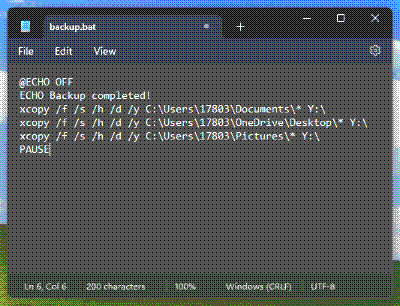 backup.bat
File Edit View
@ECHO OFF
ECHO Backup completed!
xcopy /f /s /h /d /y C:\Users\17803\Documents\* Y:\
xcopy /f /s /h /d /y C:\Users\17803\OneDrive\Desktop\* Y:\
xcopy /f /s /h /d /y C:\Users\17803\Pictures\* Y:\
PAUSE
Ln 6, Col 6 200 characters 100% Windows (CRLF) UTF-8